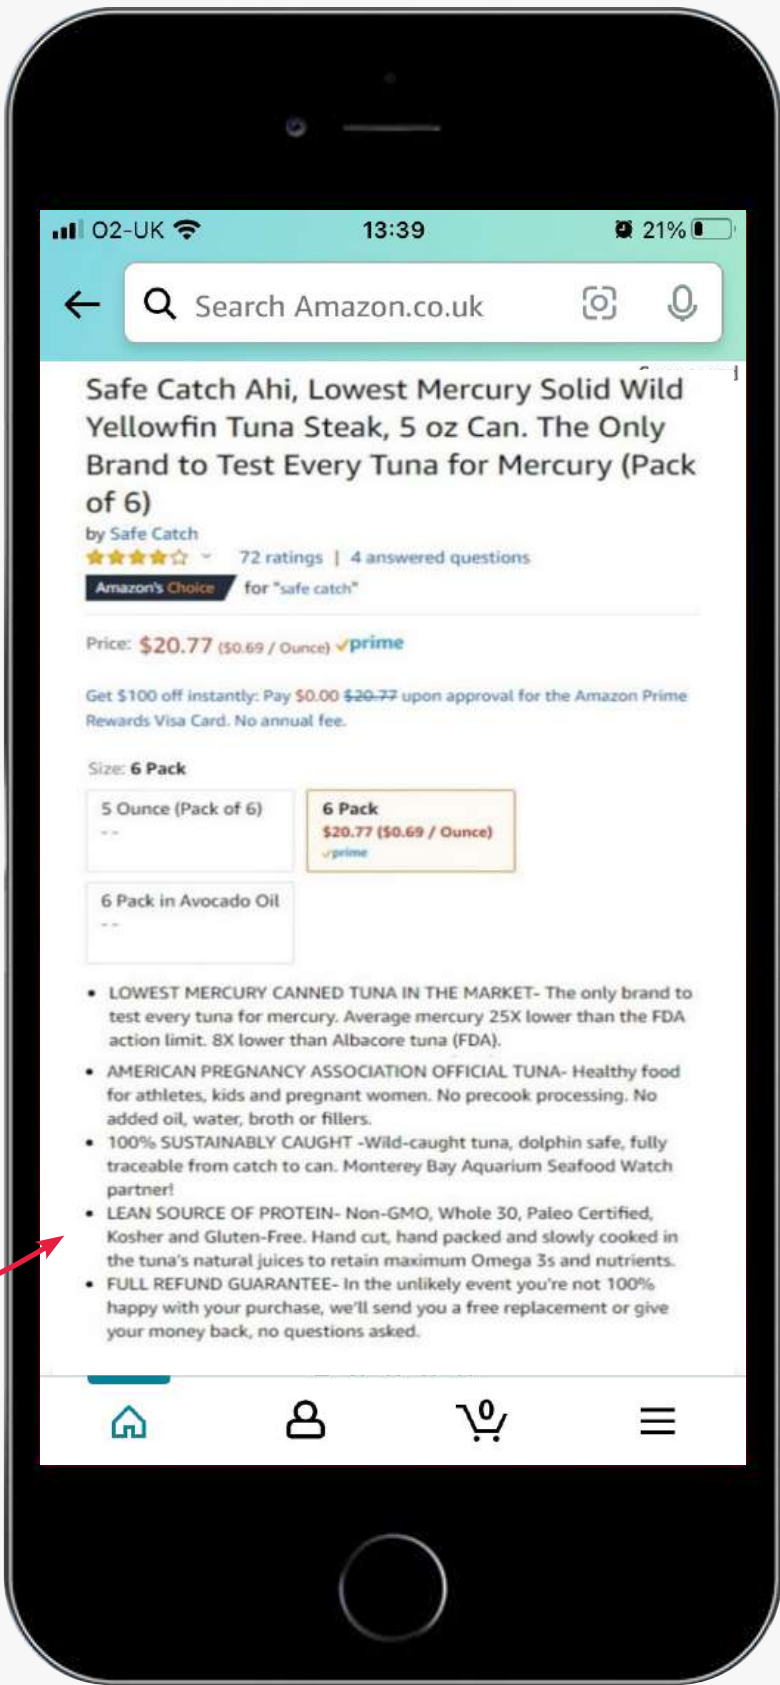 O2-UK 13:39 21%
Search Amazon.co.uk
Safe Catch Ahi, Lowest Mercury Solid Wild
Yellowfin Tuna Steak, 5 oz Can. The Only
Brand to Test Every Tuna for Mercury (Pack
of 6)
by Safe Catch
72 ratings | 4 answered questions
Amazon's Choice for "safe catch"
Price: $20.77 ($0.69 / Ounce) prime
Get $100 off instantly: Pay $0.00 $20.77 upon approval for the Amazon Prime
Rewards Visa Card. No annual fee.
Size: 6 Pack
5 Ounce (Pack of 6)
--
6 Pack
$20.77 ($0.69 / Ounce)
prime
6 Pack in Avocado Oil
--
• LOWEST MERCURY CANNED TUNA IN THE MARKET- The only brand to
test every tuna for mercury. Average mercury 25X lower than the FDA
action limit. 8X lower than Albacore tuna (FDA).
• AMERICAN PREGNANCY ASSOCIATION OFFICIAL TUNA- Healthy food
for athletes, kids and pregnant women. No precook processing. No
added oil, water, broth or fillers.
• 100% SUSTAINABLY CAUGHT -Wild-caught tuna, dolphin safe, fully
traceable from catch to can. Monterey Bay Aquarium Seafood Watch
partner!
• LEAN SOURCE OF PROTEIN- Non-GMO, Whole 30, Paleo Certified,
Kosher and Gluten-Free. Hand cut, hand packed and slowly cooked in
the tuna's natural juices to retain maximum Omega 3s and nutrients.
• FULL REFUND GUARANTEE- In the unlikely event you're not 100%
happy with your purchase, we'll send you a free replacement or give
your money back, no questions asked.
0